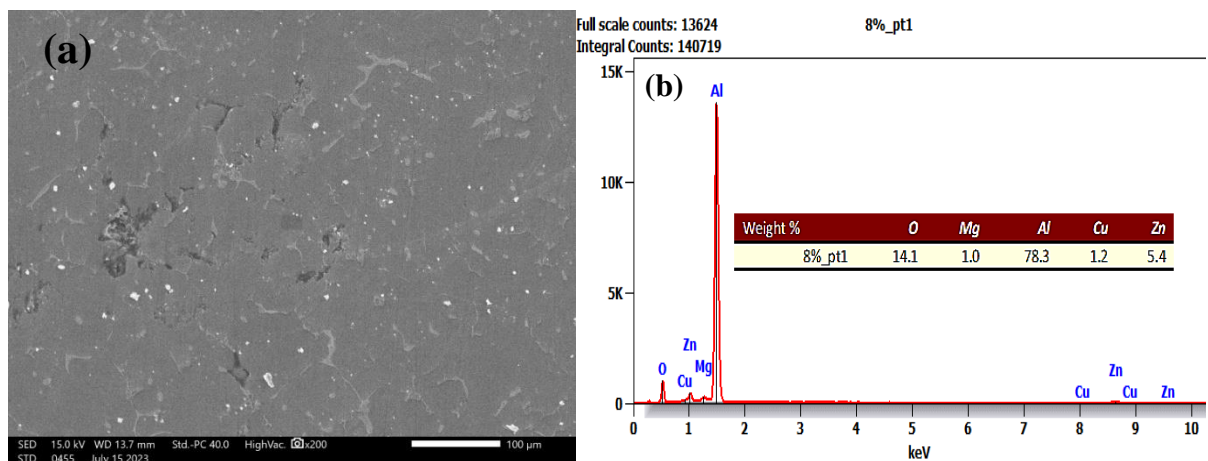 (a)
SED 15.0 kV WD 13.7 mm Std.-PC 40.0 HighVac. x200 100 µm
STD 0455 July 15 2023
Full scale counts: 13624 8%_pt1
Integral Counts: 140719
(b)
15K
10K
5K
0
Al
O
Zn
Cu
Mg
Zn
Cu
Cu
Zn
Weight % O Mg Al Cu Zn
8%_pt1 14.1 1.0 78.3 1.2 5.4
0 1 2 3 4 5 6 7 8 9 10
keV